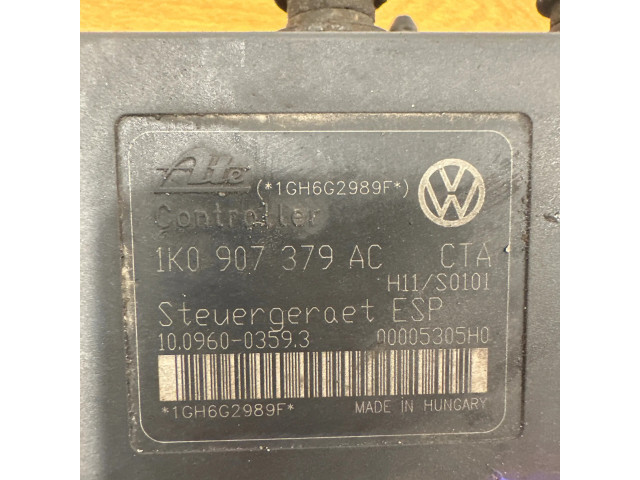 Ate (*1GH6G2989F*)
Controller
1K0 907 379 AC CTA
H11/S0101
Steuergeraet ESP
10.0960-0359.3 00005305H0
*1GH6G2989F* MADE IN HUNGARY